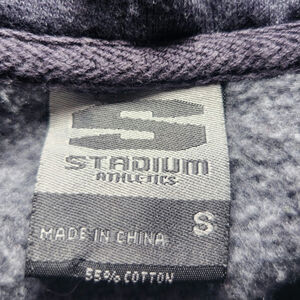 STADIUM
ATHLETICS
S
MADE IN CHINA
55% COTTON